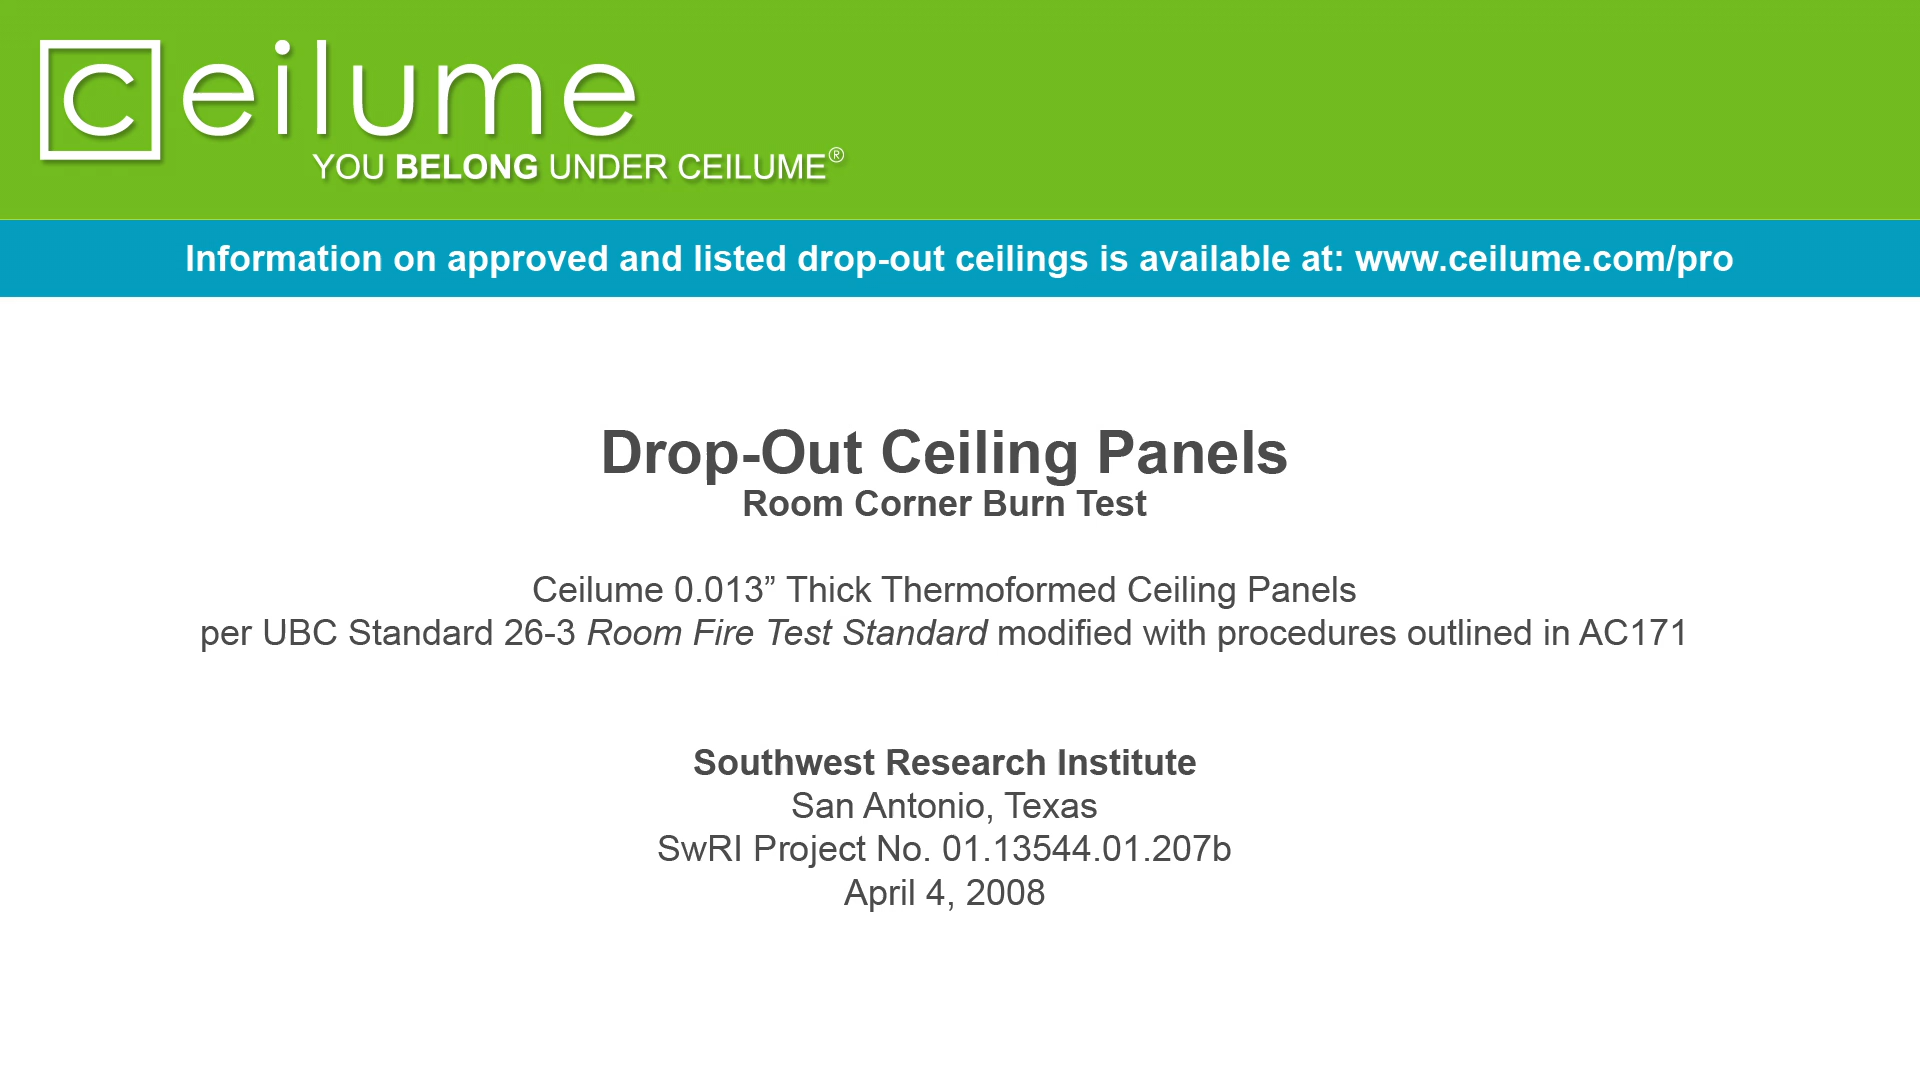 ceilume
YOU BELONG UNDER CEILUME®
Information on approved and listed drop-out ceilings is available at: www.ceilume.com/pro
Drop-Out Ceiling Panels
Room Corner Burn Test
Ceilume 0.013” Thick Thermoformed Ceiling Panels
per UBC Standard 26-3 Room Fire Test Standard modified with procedures outlined in AC171
Southwest Research Institute
San Antonio, Texas
SwRI Project No. 01.13544.01.207b
April 4, 2008